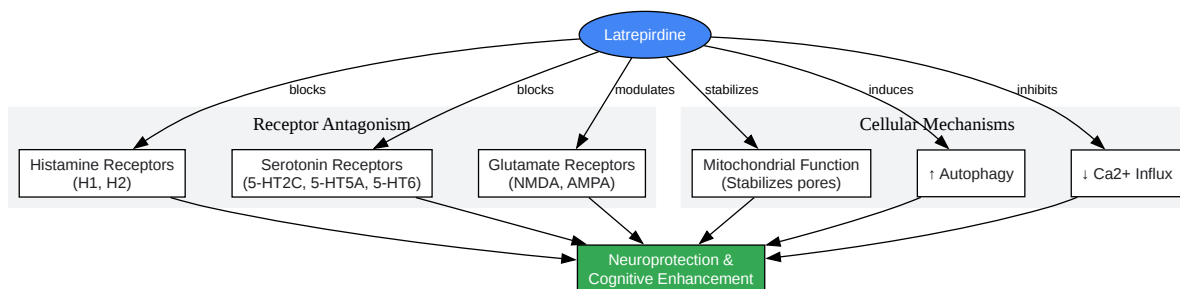 Latrepirdine
blocks
blocks
modulates
stabilizes
induces
inhibits
Receptor Antagonism
Cellular Mechanisms
Histamine Receptors
(H1, H2)
Serotonin Receptors
(5-HT2C, 5-HT5A, 5-HT6)
Glutamate Receptors
(NMDA, AMPA)
Mitochondrial Function
(Stabilizes pores)
↑ Autophagy
↓ Ca2+ Influx
Neuroprotection &
Cognitive Enhancement